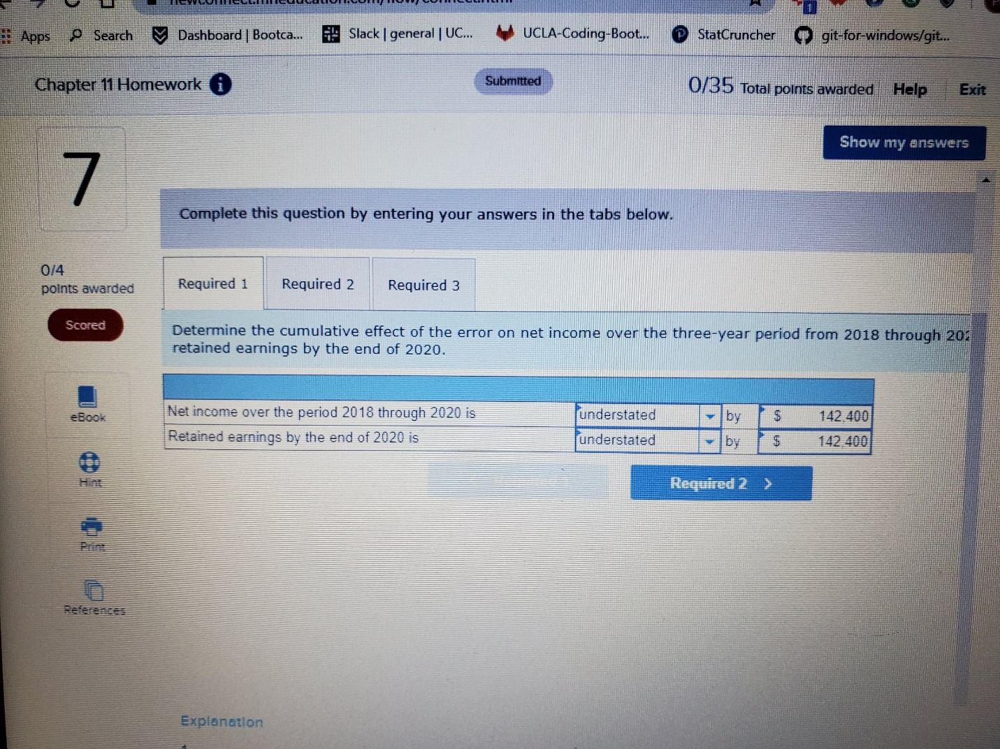 Apps Search Dashboard | Bootca... Slack | general | UC... UCLA-Coding-Boot... StatCruncher git-for-windows/git...
Chapter 11 Homework i Submitted 0/35 Total points awarded Help Exit
7
Show my answers
Complete this question by entering your answers in the tabs below.
0/4
points awarded
Scored
Required 1 Required 2 Required 3
Determine the cumulative effect of the error on net income over the three-year period from 2018 through
retained earnings by the end of 2020.
Net income over the period 2018 through 2020 is understated by $ 142,400
Retained earnings by the end of 2020 is understated by $ 142,400
Required 2 >
eBook
Hint
Print
References
Explanation